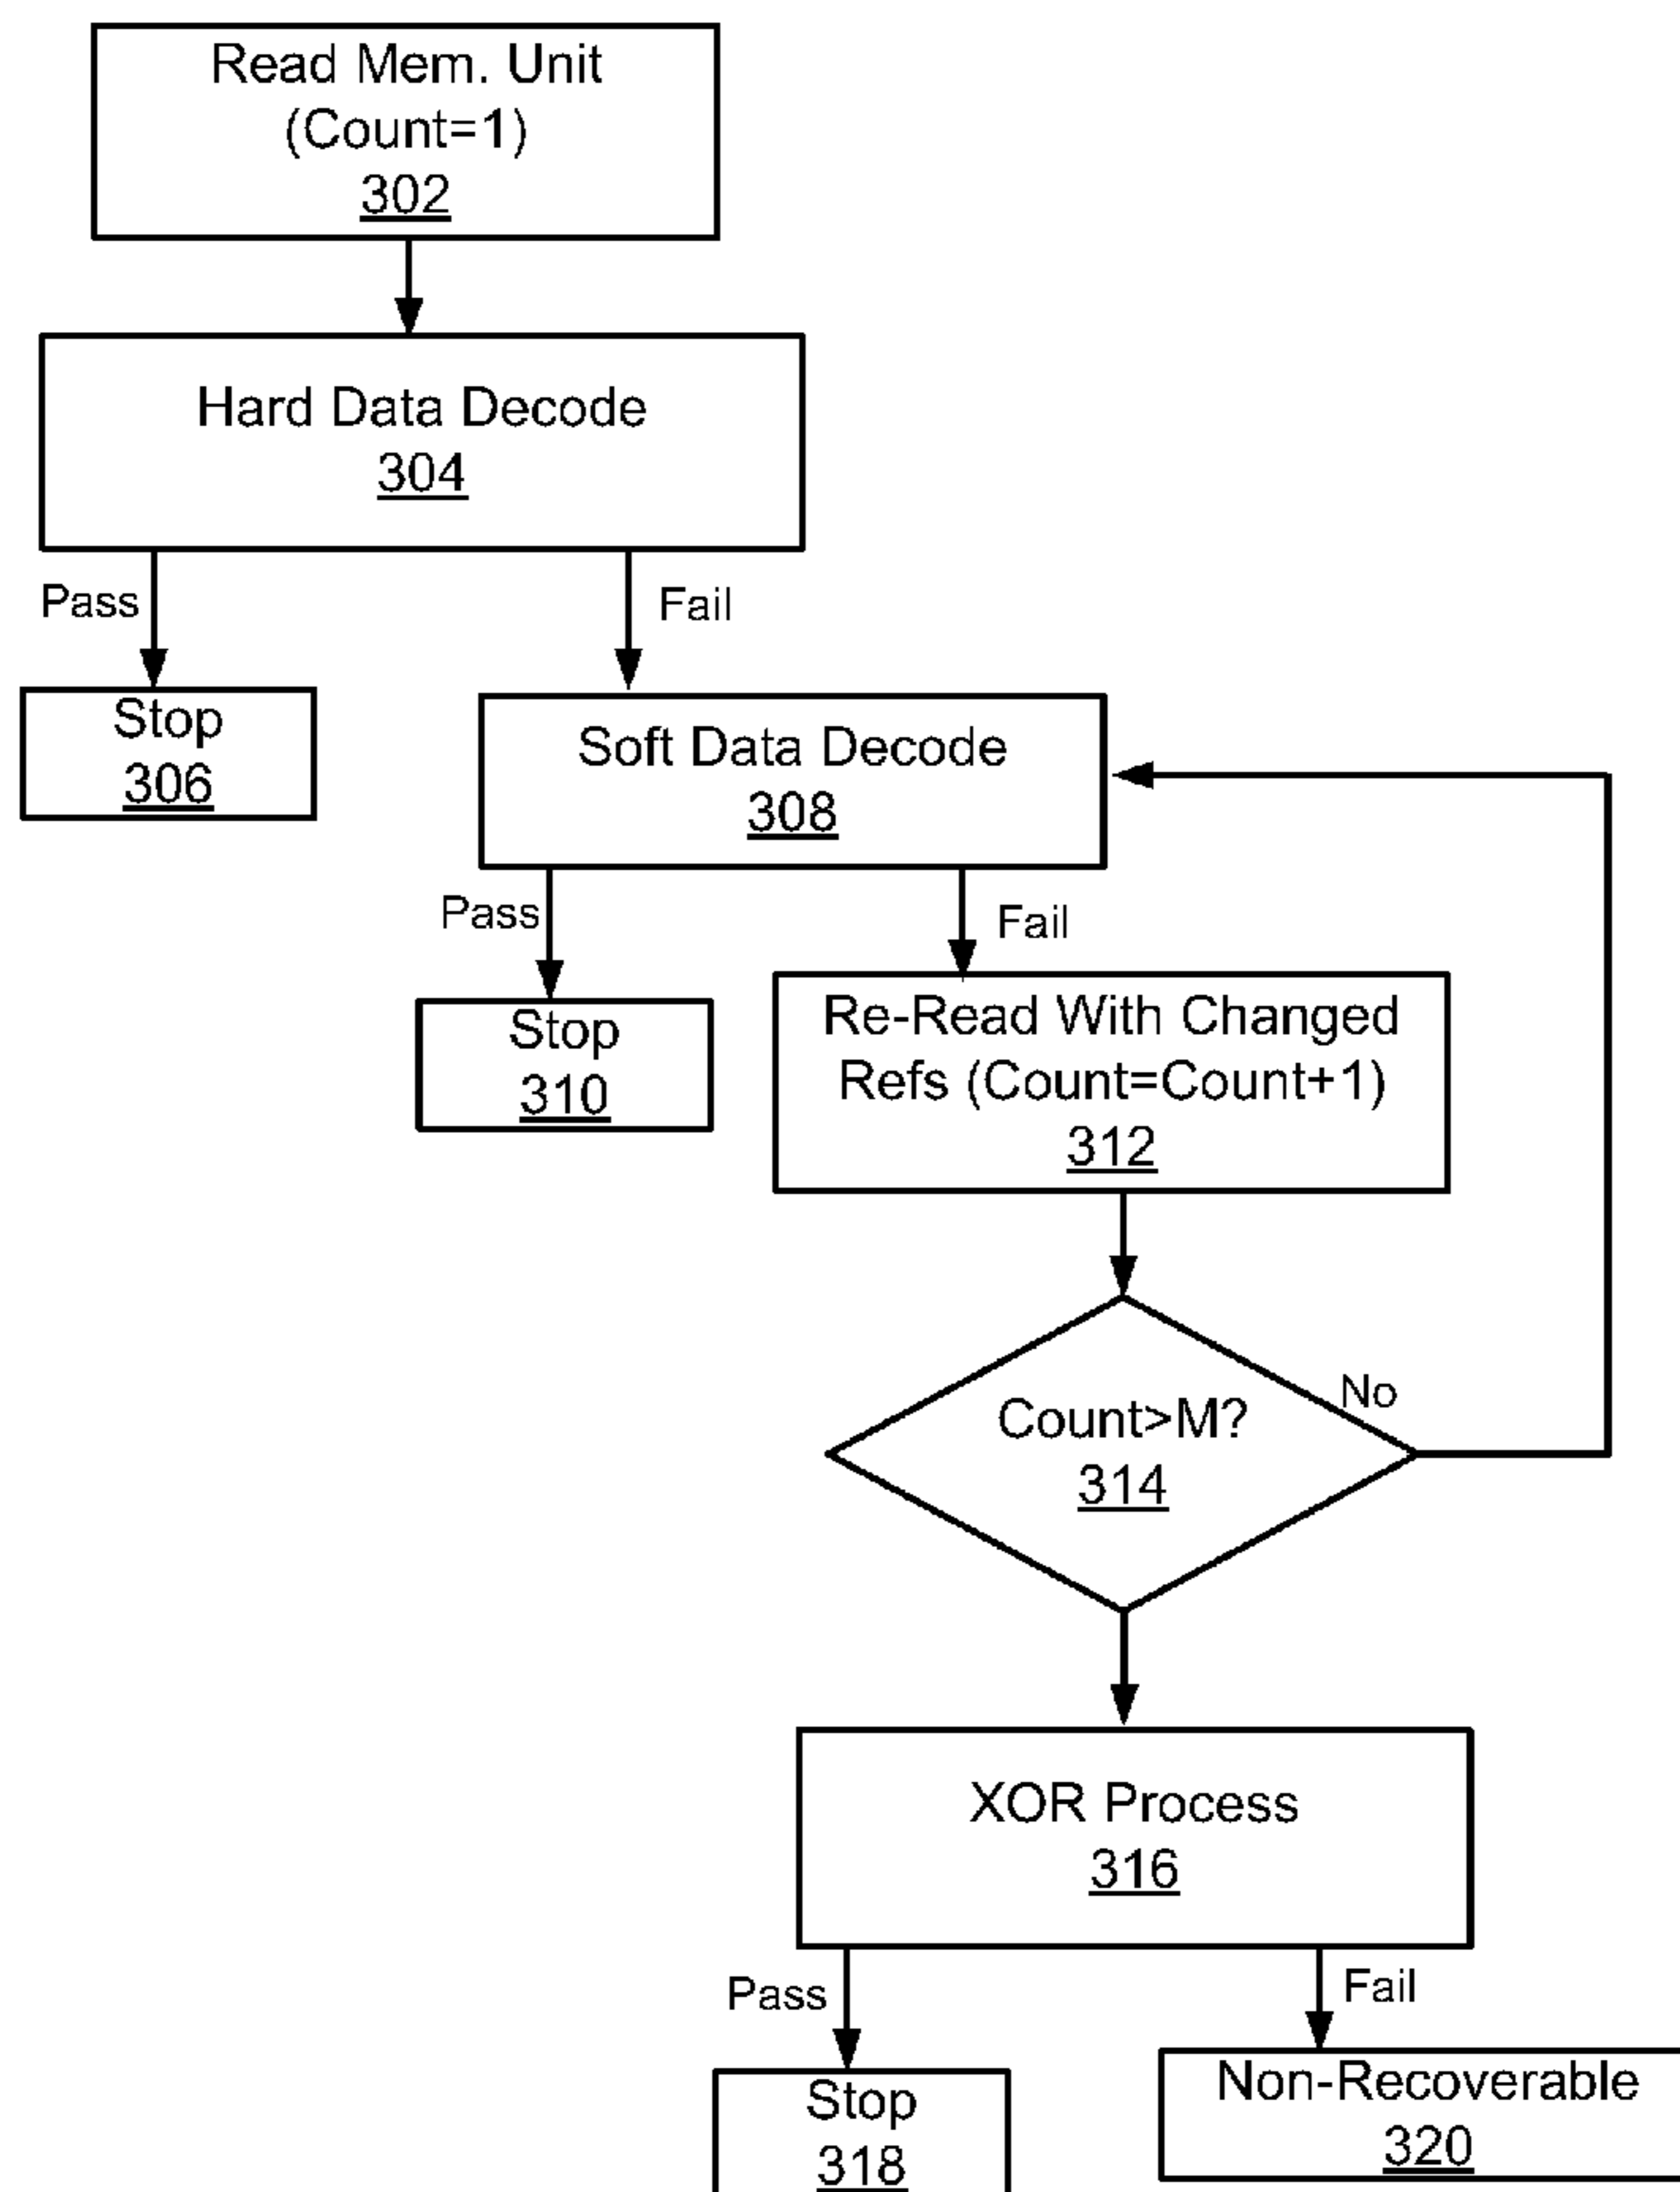 Read Mem. Unit
(Count=1)
302
Hard Data Decode
304
Pass
Fail
Stop
306
Soft Data Decode
308
Pass
Fail
Stop
310
Re-Read With Changed
Refs (Count=Count+1)
312
No
Count>M?
314
XOR Process
316
Pass
Fail
Stop
318
Non-Recoverable
320